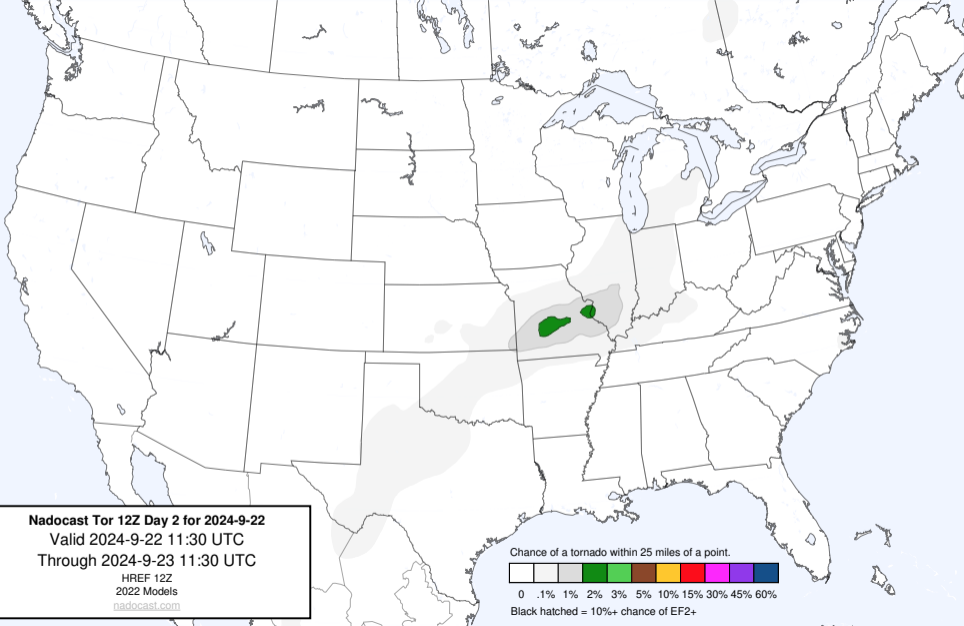 Nadocast Tor 12Z Day 2 for 2024-9-22
Valid 2024-9-22 11:30 UTC
Through 2024-9-23 11:30 UTC
HREF 12Z
2022 Models
nadocast.com
Chance of a tornado within 25 miles of a point.
0 .1% 1% 2% 3% 5% 10% 15% 30% 45% 60%
Black hatched = 10%+ chance of EF2+